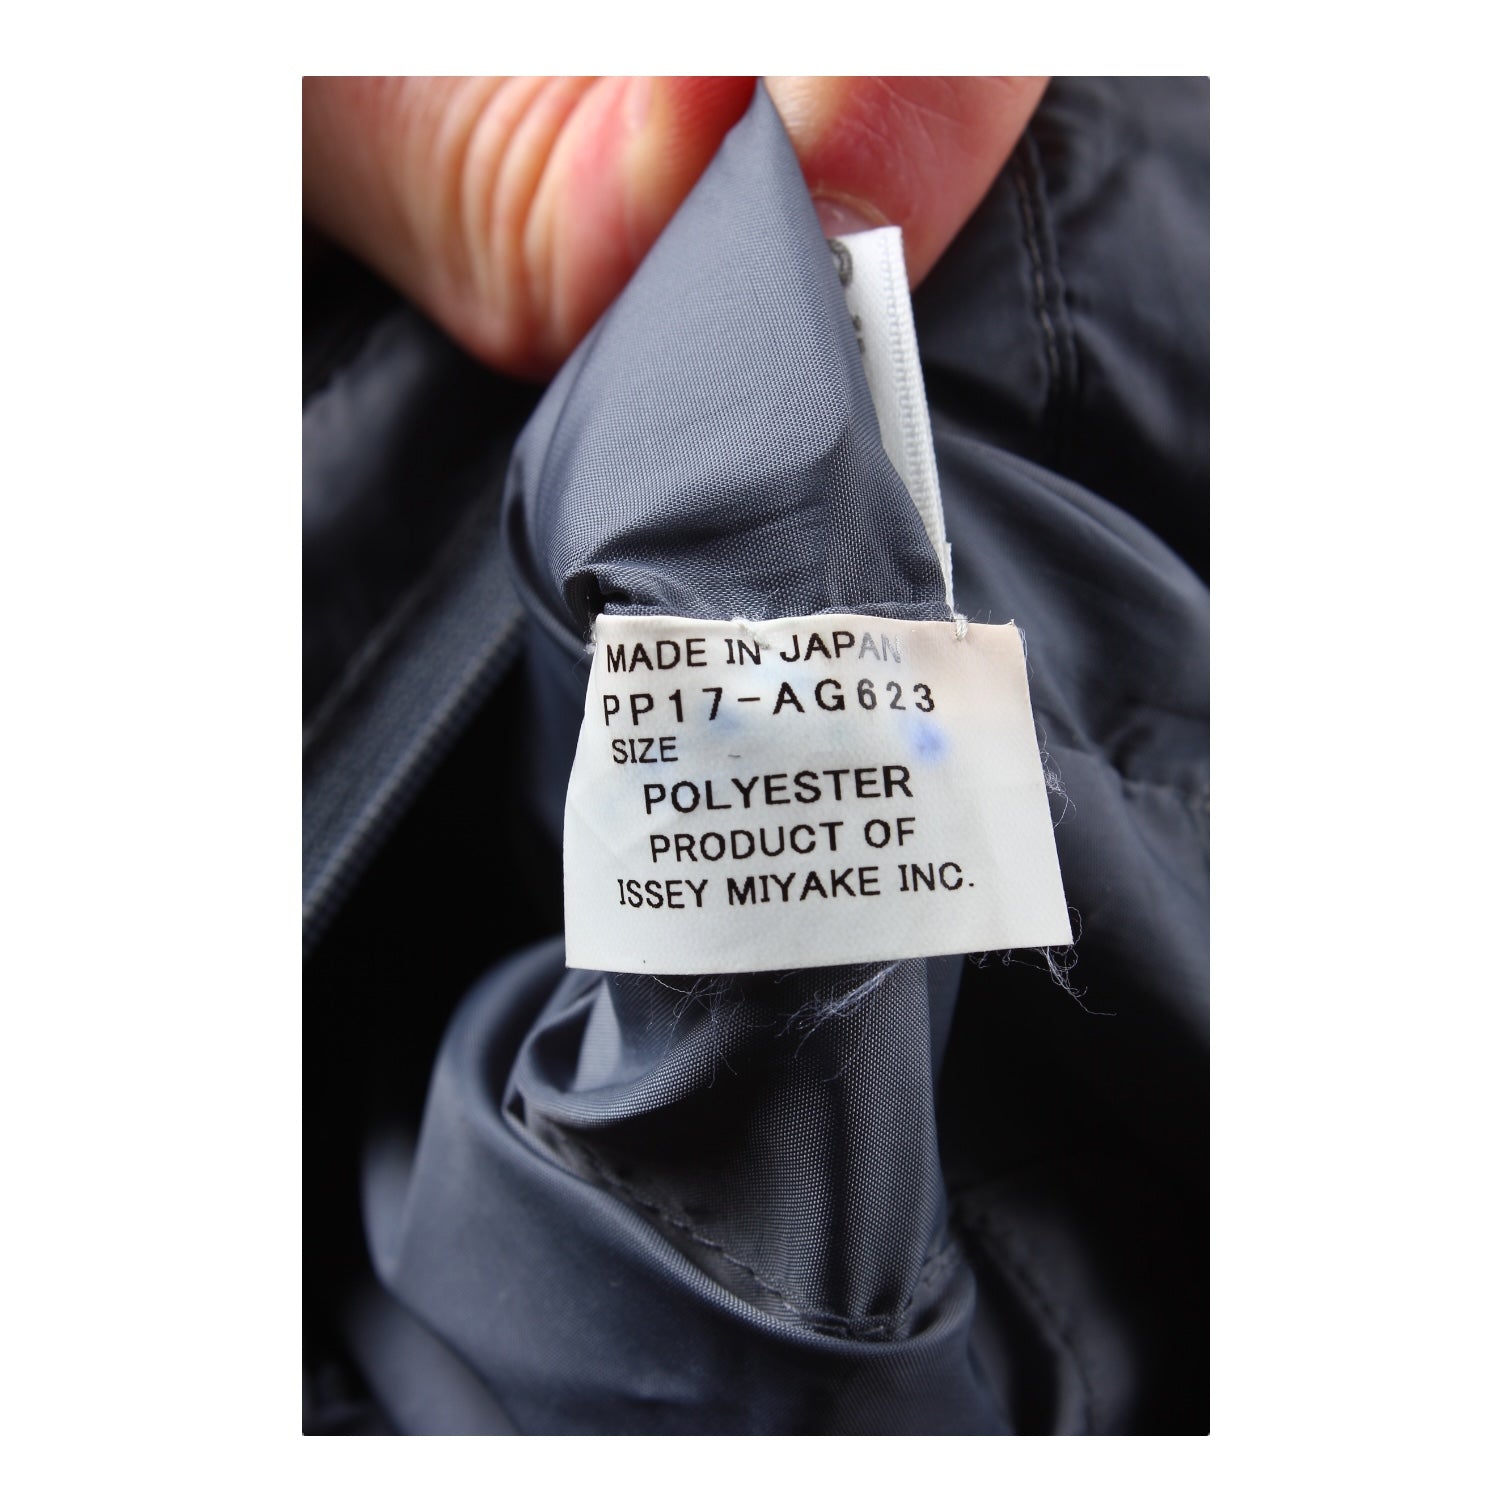 MADE IN JAPAN
PP17-AG623
SIZE
POLYESTER
PRODUCT OF
ISSEY MIYAKE INC.